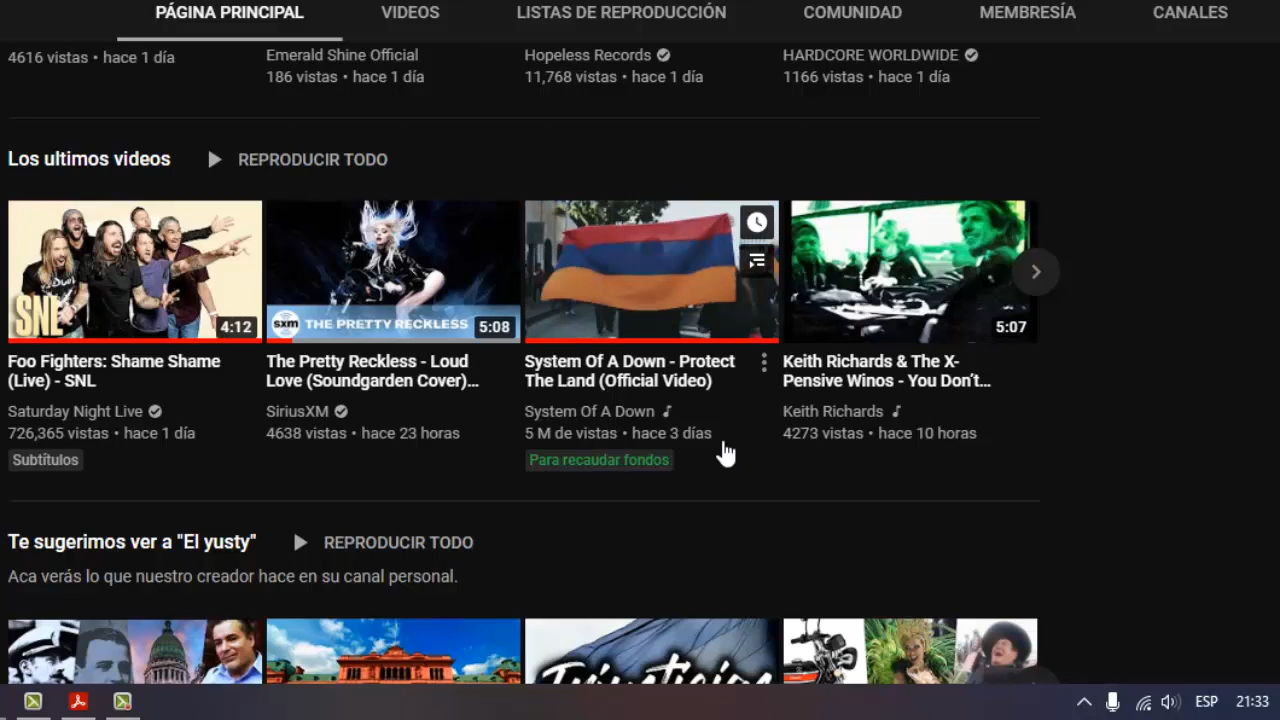 PÁGINA PRINCIPAL VIDEOS LISTAS DE REPRODUCCIÓN COMUNIDAD MEMBRESÍA CANALES
4616 vistas • hace 1 día
Emerald Shine Official
186 vistas • hace 1 día
Hopeless Records
11,768 vistas • hace 1 día
HARDCORE WORLDWIDE
1166 vistas • hace 1 día
Los ultimos videos REPRODUCIR TODO
SNL
4:12
Foo Fighters: Shame Shame
(Live) - SNL
Saturday Night Live
726,365 vistas • hace 1 día
Subtítulos
sxm THE PRETTY RECKLESS
5:08
The Pretty Reckless - Loud
Love (Soundgarden Cover)...
SiriusXM
4638 vistas • hace 23 horas
System Of A Down - Protect
The Land (Official Video)
System Of A Down
5 M de vistas • hace 3 días
Para recaudar fondos
5:07
Keith Richards & The X-
Pensive Winos - You Don’t...
Keith Richards
4273 vistas • hace 10 horas
Te sugerimos ver a "El yusty" REPRODUCIR TODO
Aca verás lo que nuestro creador hace en su canal personal.
ESP 21:33